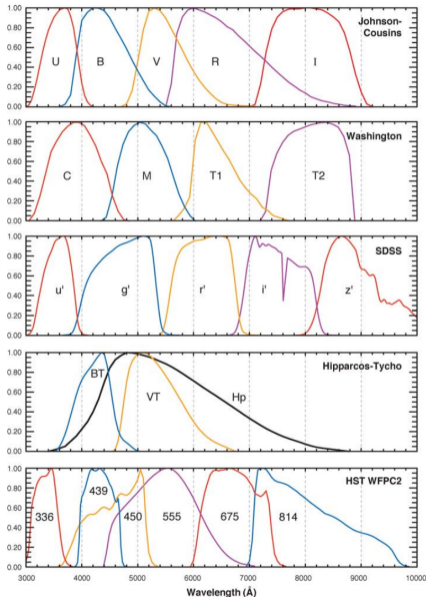 1.00
0.80
0.60
0.40
0.20
0.00
Johnson-
Cousins
U
B
V
R
I
1.00
0.80
0.60
0.40
0.20
0.00
Washington
C
M
T1
T2
1.00
0.80
0.60
0.40
0.20
0.00
SDSS
u'
g'
r'
i'
z'
1.00
0.80
0.60
0.40
0.20
0.00
Hipparcos-Tycho
BT
VT
Hp
1.00
0.80
0.60
0.40
0.20
0.00
HST WFPC2
336
439
450
555
675
814
3000 4000 5000 6000 7000 8000 9000 10000
Wavelength (Å)